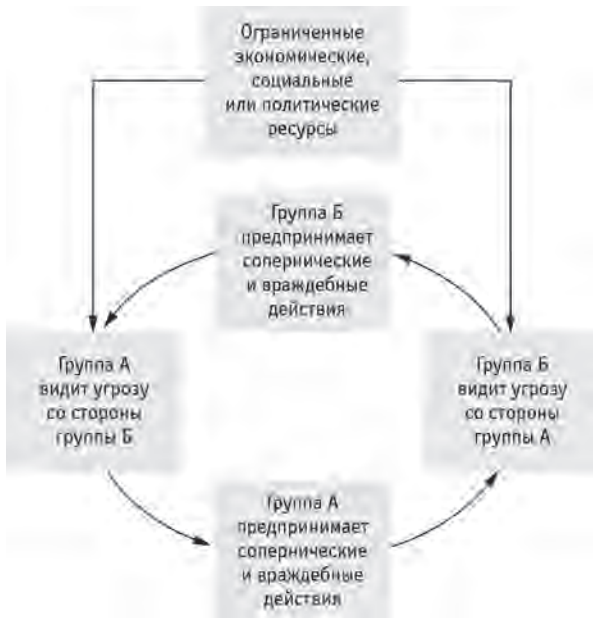 Ограниченные
экономические,
социальные
или политические
ресурсы
Группа Б
предпринимает
сопернические
и враждебные
действия
Группа А
видит угрозу
со стороны
группы Б
Группа Б
видит угрозу
со стороны
группы А
Группа А
предпринимает
сопернические
и враждебные
действия